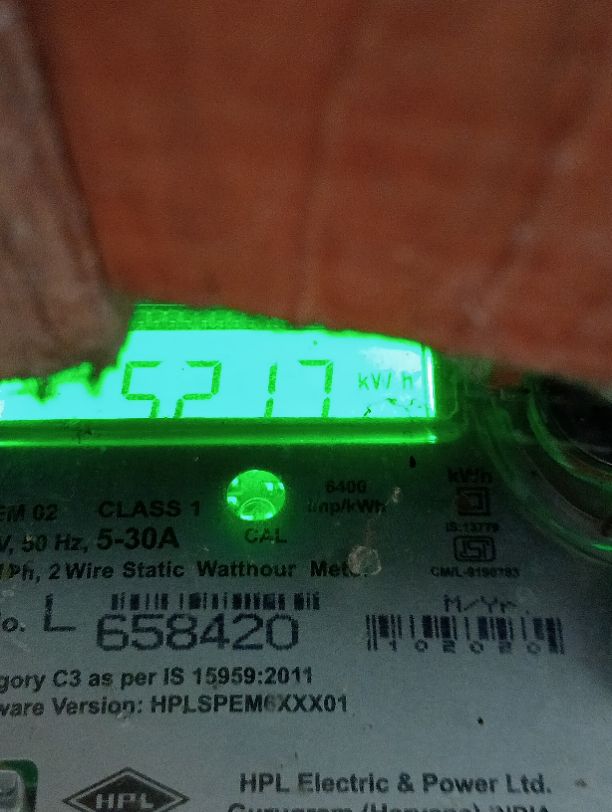 5217 kWh
6400
imp/kWh
kWh
EM 02 CLASS 1
V, 50 Hz, 5-30A
CAL
IS:13779
Ph, 2 Wire Static Watthour Meter
CM/L-9190783
M/Yr.
o. L 658420
102020
gory C3 as per IS 15959:2011
ware Version: HPLSPEM6XXX01
HPL
HPL Electric & Power Ltd.